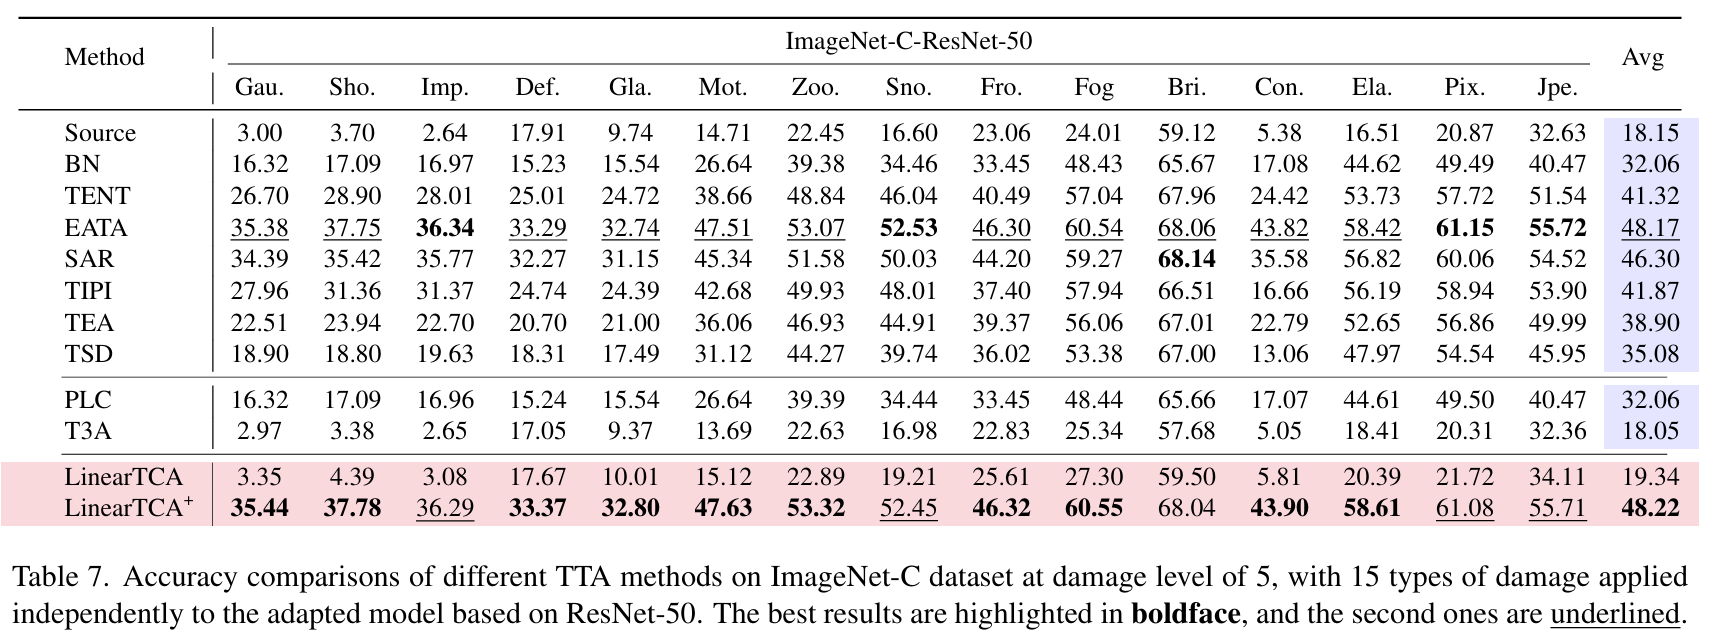 Method ImageNet-C-ResNet-50 Avg
Gau. Sho. Imp. Def. Gla. Mot. Zoo. Sno. Fro. Fog Bri. Con. Ela. Pix. Jpe.
Source 3.00 3.70 2.64 17.91 9.74 14.71 22.45 16.60 23.06 24.01 59.12 5.38 16.51 20.87 32.63 18.15
BN 16.32 17.09 16.97 15.23 15.54 26.64 39.38 34.46 33.45 48.43 65.67 17.08 44.62 49.49 40.47 32.06
TENT 26.70 28.90 28.01 25.01 24.72 38.66 48.84 46.04 40.49 57.04 67.96 24.42 53.73 57.72 51.54 41.32
EATA 35.38 37.75 36.34 33.29 32.74 47.51 53.07 52.53 46.30 60.54 68.06 43.82 58.42 61.15 55.72 48.17
SAR 34.39 35.42 35.77 32.27 31.15 45.34 51.58 50.03 44.20 59.27 68.14 35.58 56.82 60.06 54.52 46.30
TIPI 27.96 31.36 31.37 24.74 24.39 42.68 49.93 48.01 37.40 57.94 66.51 16.66 56.19 58.94 53.90 41.87
TEA 22.51 23.94 22.70 20.70 21.00 36.06 46.93 44.91 39.37 56.06 67.01 22.79 52.65 56.86 49.99 38.90
TSD 18.90 18.80 19.63 18.31 17.49 31.12 44.27 39.74 36.02 53.38 67.00 13.06 47.97 54.54 45.95 35.08
PLC 16.32 17.09 16.96 15.24 15.54 26.64 39.39 34.44 33.45 48.44 65.66 17.07 44.61 49.50 40.47 32.06
T3A 2.97 3.38 2.65 17.05 9.37 13.69 22.63 16.98 22.83 25.34 57.68 5.05 18.41 20.31 32.36 18.05
LinearTCA 3.35 4.39 3.08 17.67 10.01 15.12 22.89 19.21 25.61 27.30 59.50 5.81 20.39 21.72 34.11 19.34
LinearTCA⁺ 35.44 37.78 36.29 33.37 32.80 47.63 53.32 52.45 46.32 60.55 68.04 43.90 58.61 61.08 55.71 48.22
Table 7. Accuracy comparisons of different TTA methods on ImageNet-C dataset at damage level of 5, with 15 types of damage applied
independently to the adapted model based on ResNet-50. The best results are highlighted in boldface, and the second ones are underlined.